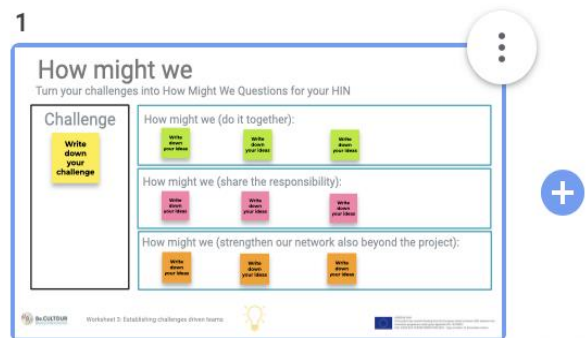 1
How might we
Turn your challenges into How Might We Questions for your HIN
Challenge
Write
down
your
challenge
How might we (do it together):
Write
down
your ideas
Write
down
your ideas
Write
down
your ideas
How might we (share the responsibility):
Write
down
your ideas
Write
down
your ideas
Write
down
your ideas
How might we (strengthen our network also beyond the project):
Write
down
your ideas
Write
down
your ideas
Write
down
your ideas
Be.CULTOUR
Worksheet 3: Establishing challenges driven teams